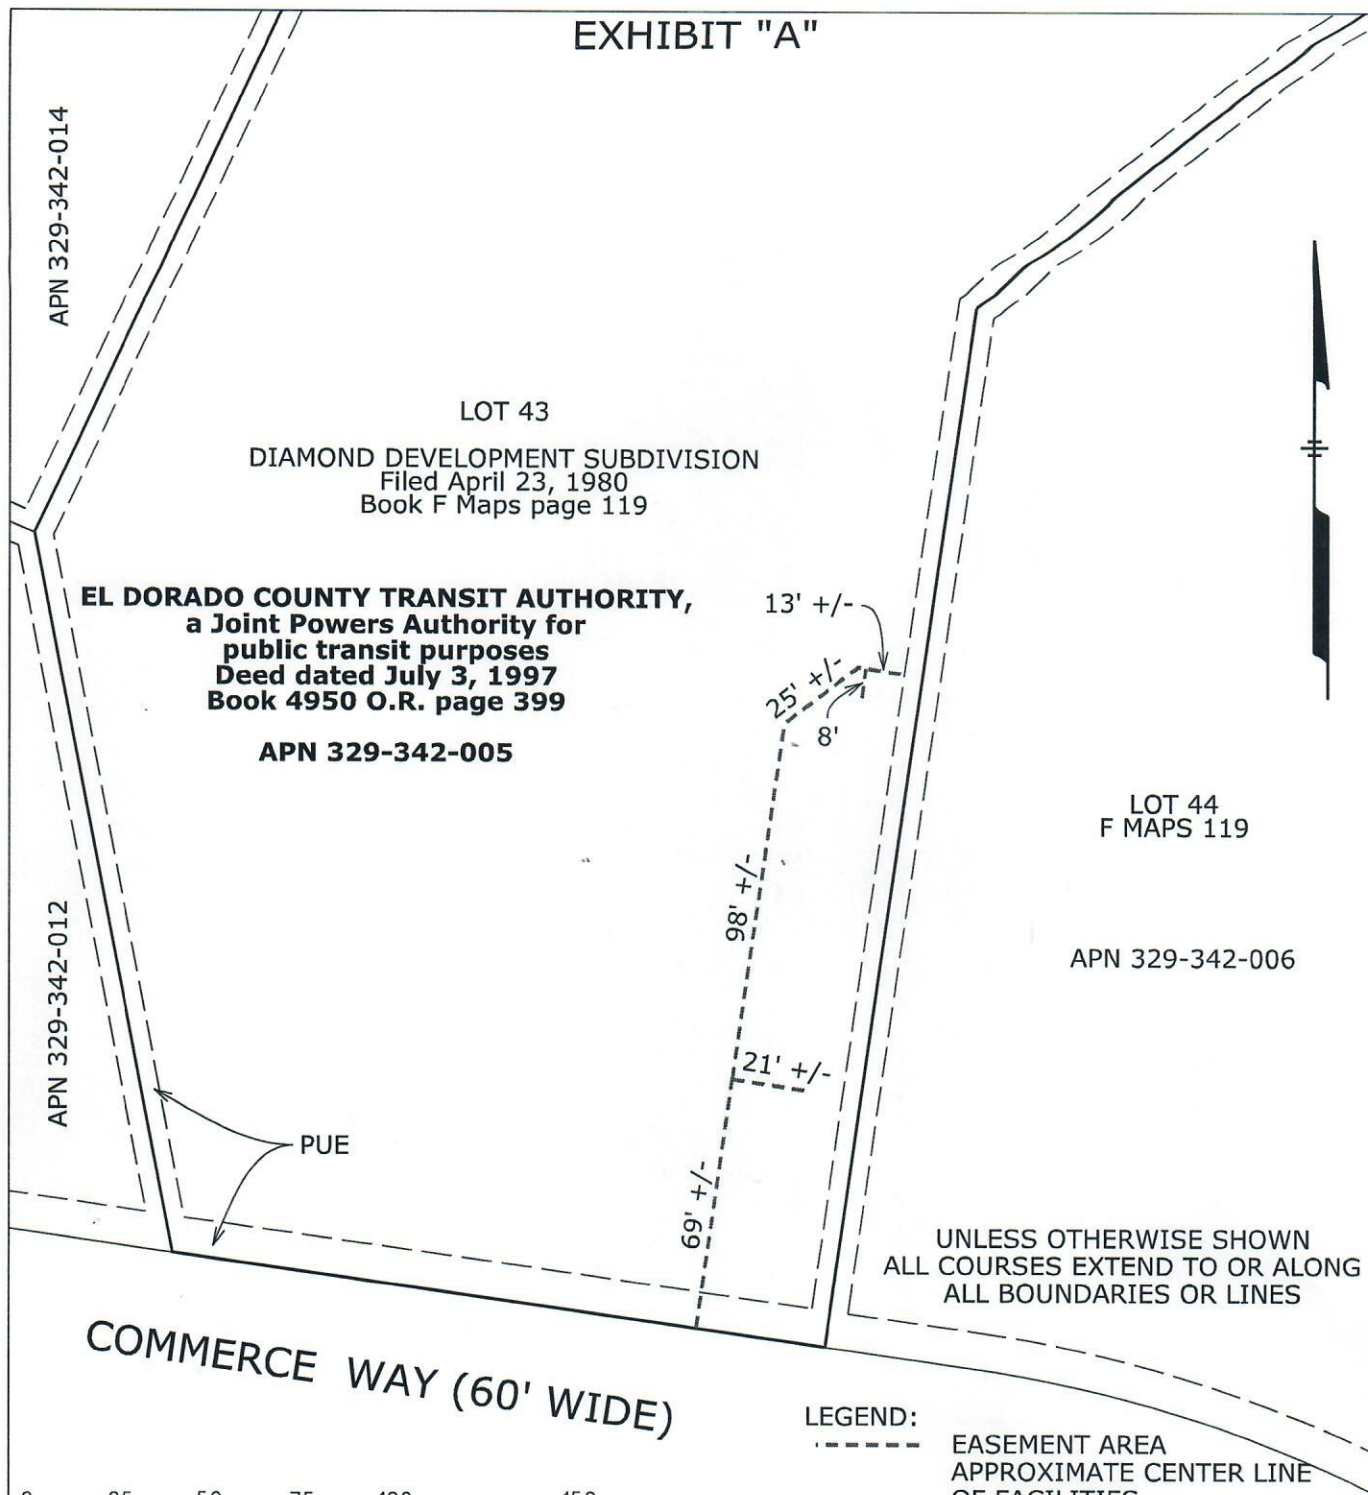 EXHIBIT "A"
APN 329-342-014
LOT 43
DIAMOND DEVELOPMENT SUBDIVISION
Filed April 23, 1980
Book F Maps page 119
EL DORADO COUNTY TRANSIT AUTHORITY,
a Joint Powers Authority for
public transit purposes
Deed dated July 3, 1997
Book 4950 O.R. page 399
APN 329-342-005
13' +/-
25' +/-
8'
98' +/-
LOT 44
F MAPS 119
APN 329-342-006
APN 329-342-012
21' +/-
PUE
69' +/-
UNLESS OTHERWISE SHOWN
ALL COURSES EXTEND TO OR ALONG
ALL BOUNDARIES OR LINES
COMMERCE WAY (60' WIDE)
LEGEND:
EASEMENT AREA
APPROXIMATE CENTER LINE
OF FACILITIES